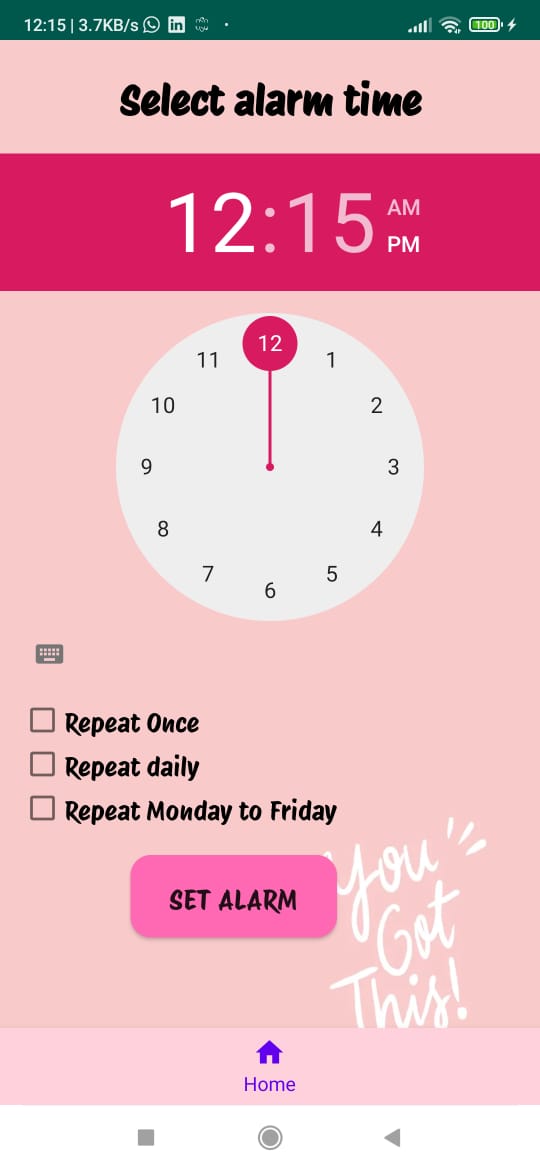 12:15 | 3.7KB/s
100
Select alarm time
12:15
AM
PM
12
11
1
10
2
9
3
8
4
7
5
6
Repeat Once
Repeat daily
Repeat Monday to Friday
SET ALARM
You
Got
This!
Home